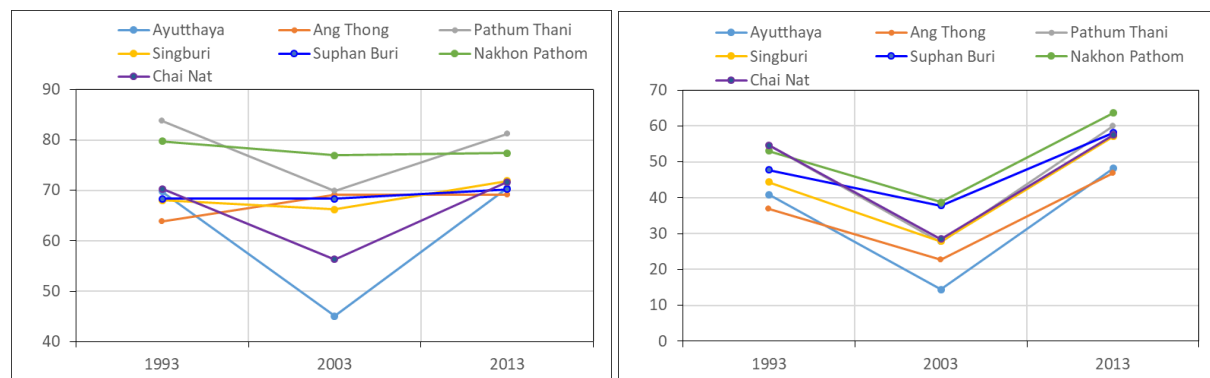 Ayutthaya Ang Thong Pathum Thani
Singburi Suphan Buri Nakhon Pathom
Chai Nat
90
80
70
60
50
40
1993 2003 2013
Ayutthaya Ang Thong Pathum Thani
Singburi Suphan Buri Nakhon Pathom
Chai Nat
70
60
50
40
30
20
10
0
1993 2003 2013